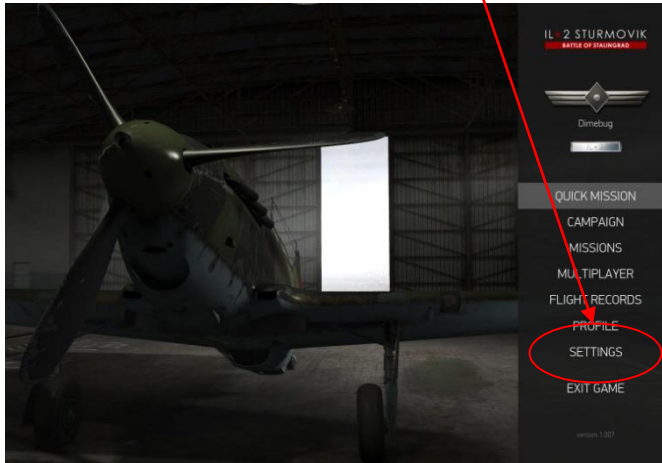 IL-2 STURMOVIK
BATTLE OF STALINGRAD
Dimebug
QUICK MISSION
CAMPAIGN
MISSIONS
MULTIPLAYER
FLIGHT RECORDS
PROFILE
SETTINGS
EXIT GAME
version 1.007